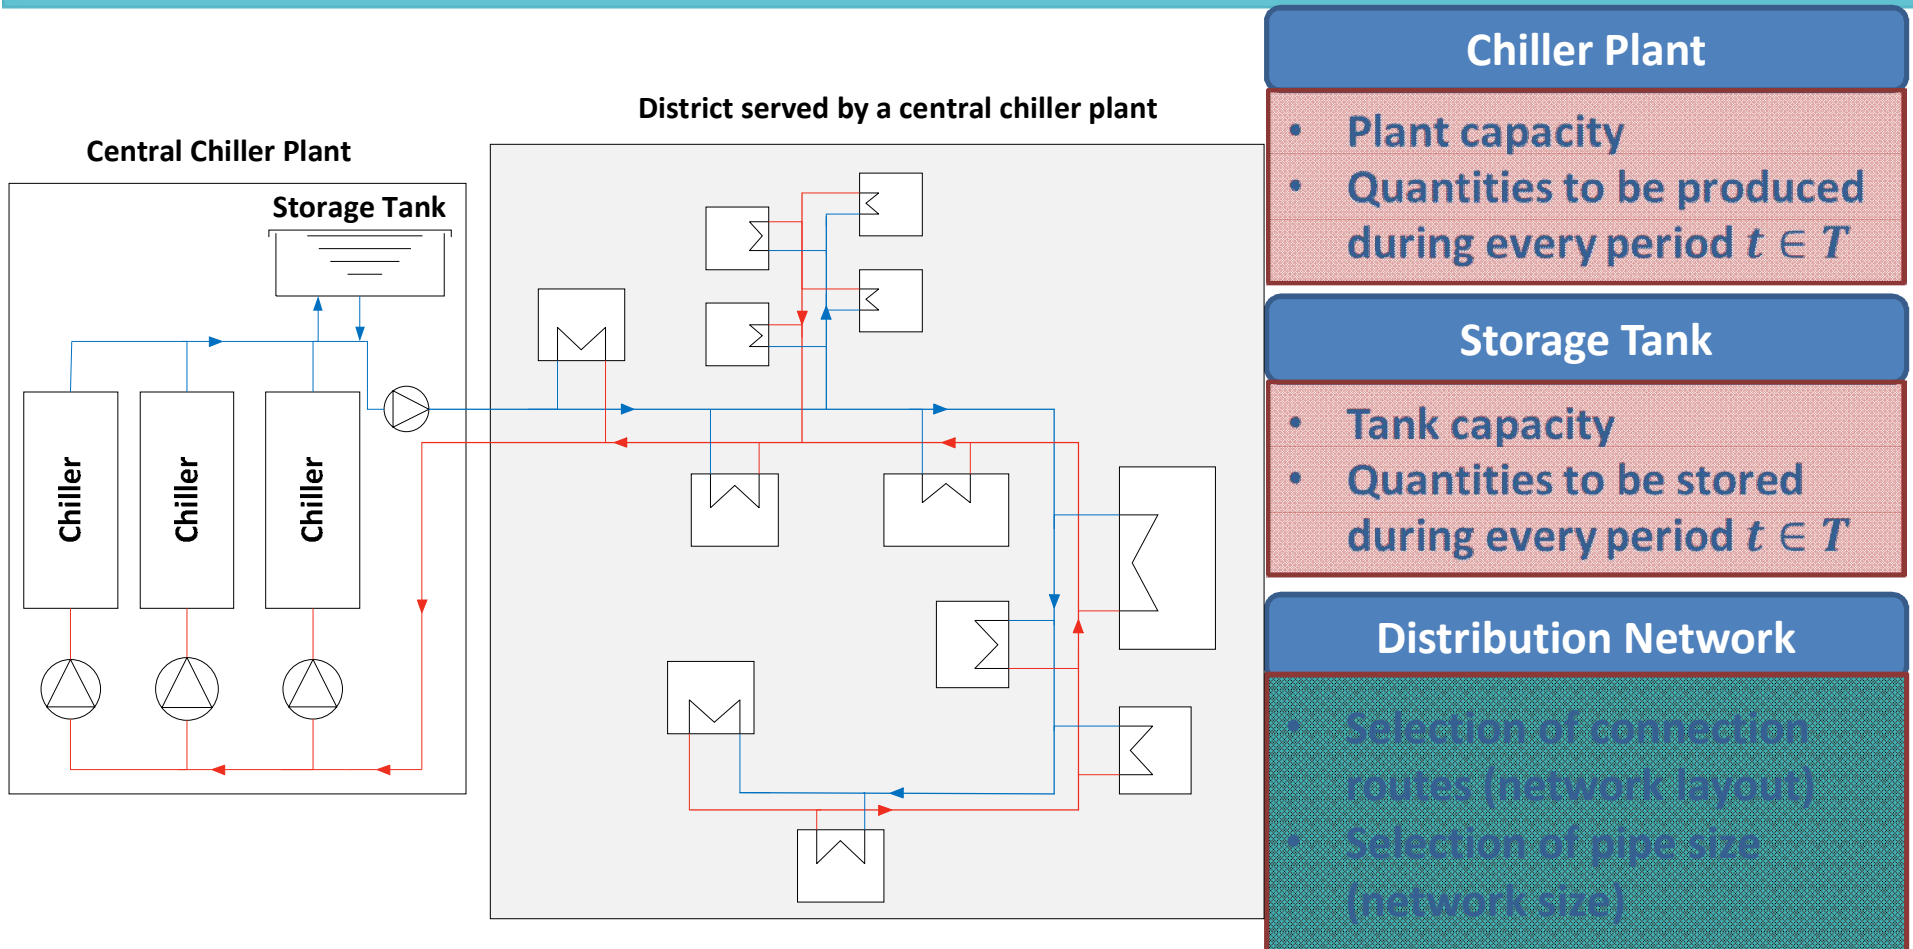 Central Chiller Plant
Storage Tank
Chiller
Chiller
Chiller
District served by a central chiller plant
Chiller Plant
• Plant capacity
• Quantities to be produced
during every period t ∈ T
Storage Tank
• Tank capacity
• Quantities to be stored
during every period t ∈ T
Distribution Network
• Selection of connection
routes (network layout)
• Selection of pipe size
(network size)